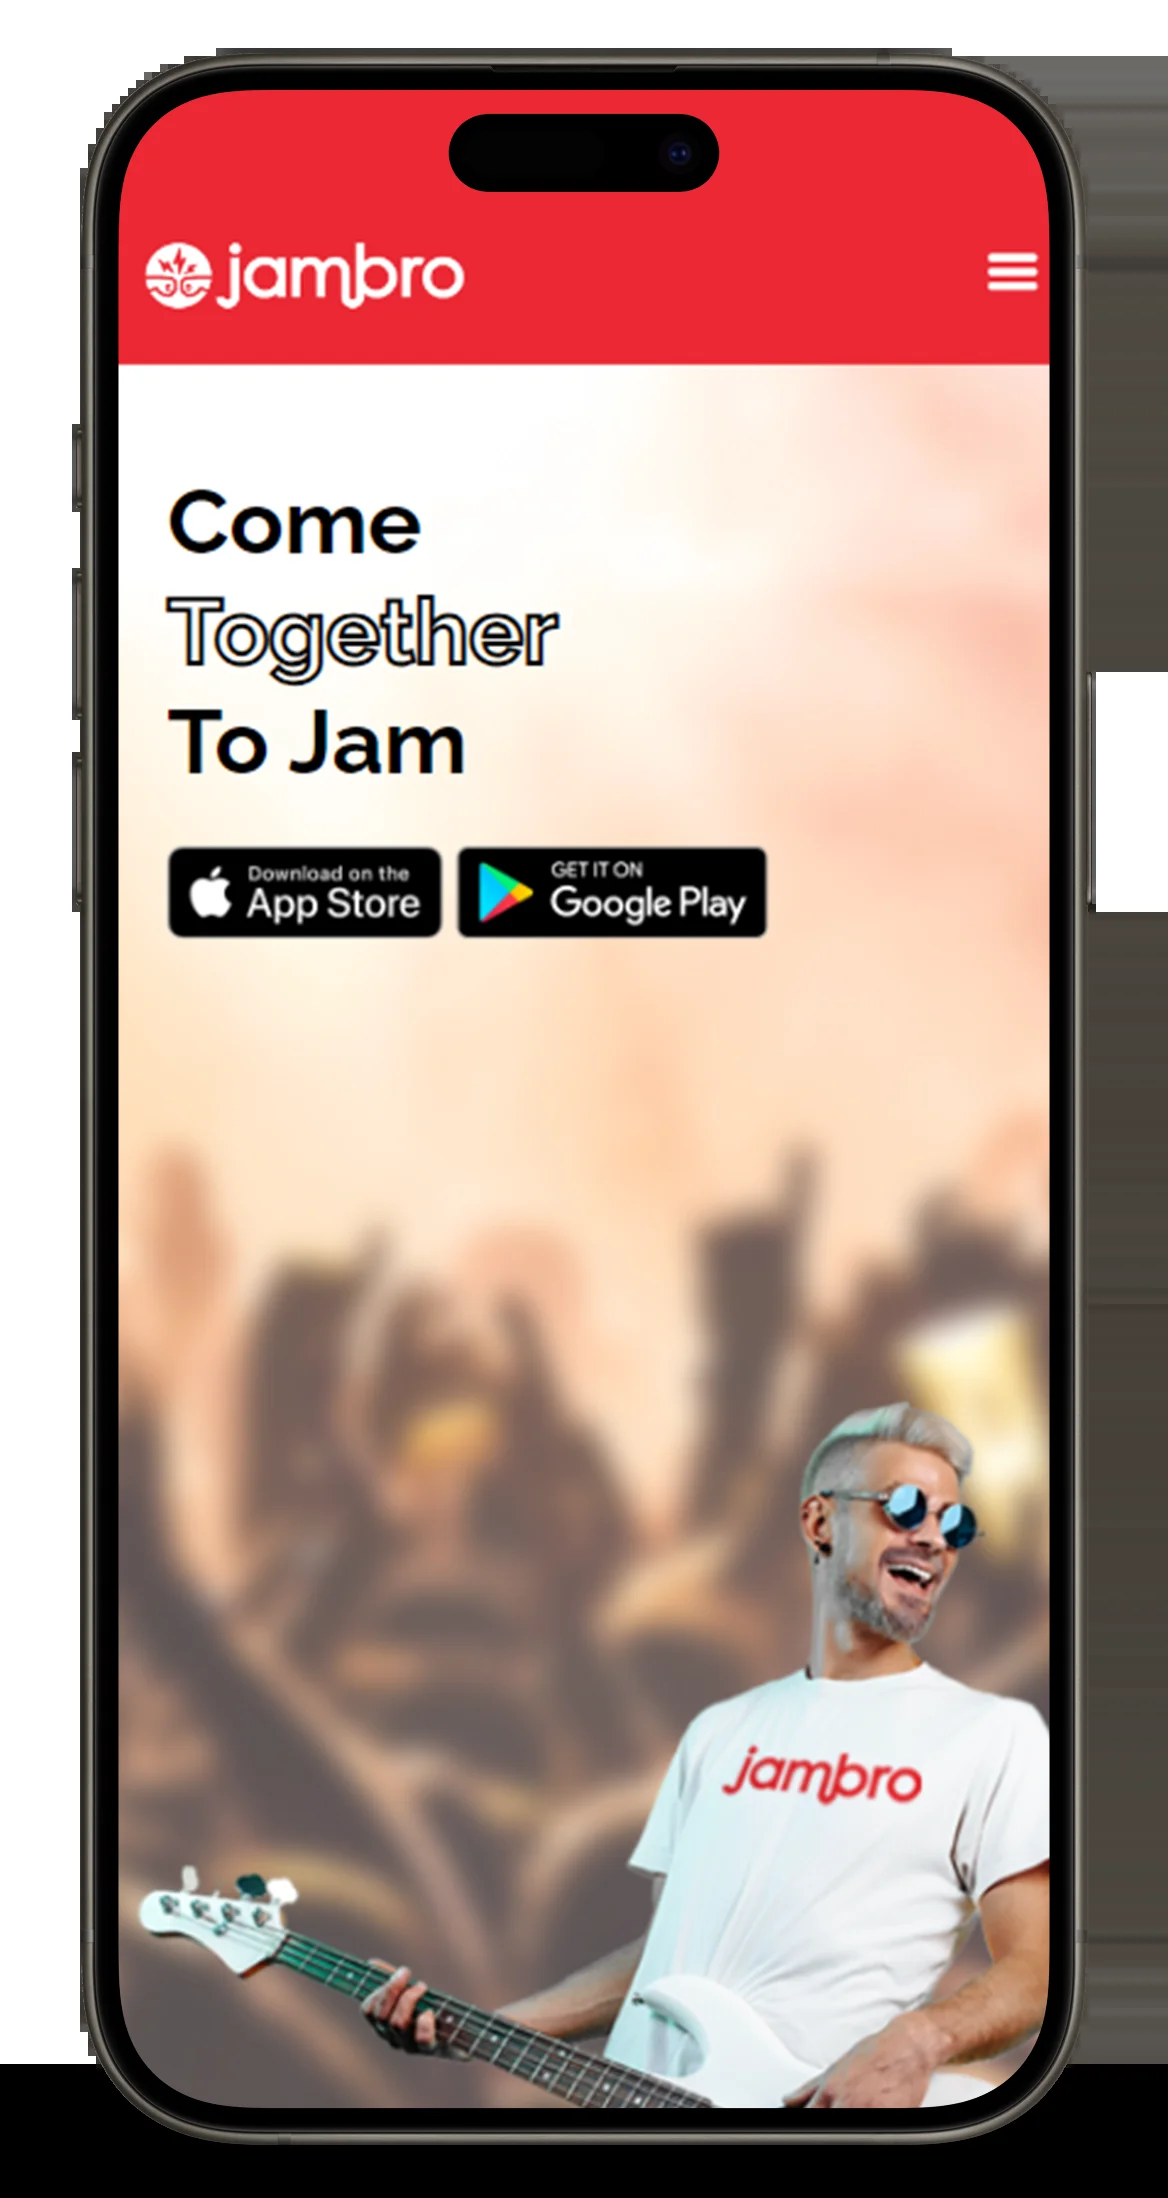 jambro
Come
Together
To Jam
Download on the
App Store
GET IT ON
Google Play
jambro